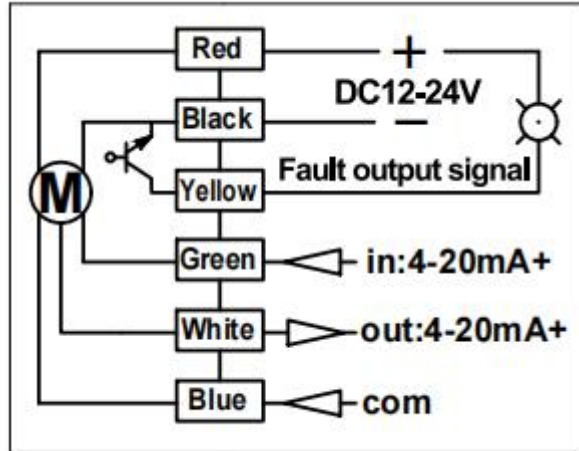 Red
+
DC12-24V
Black
−
Fault output signal
Yellow
M
Green
in:4-20mA+
White
out:4-20mA+
Blue
com